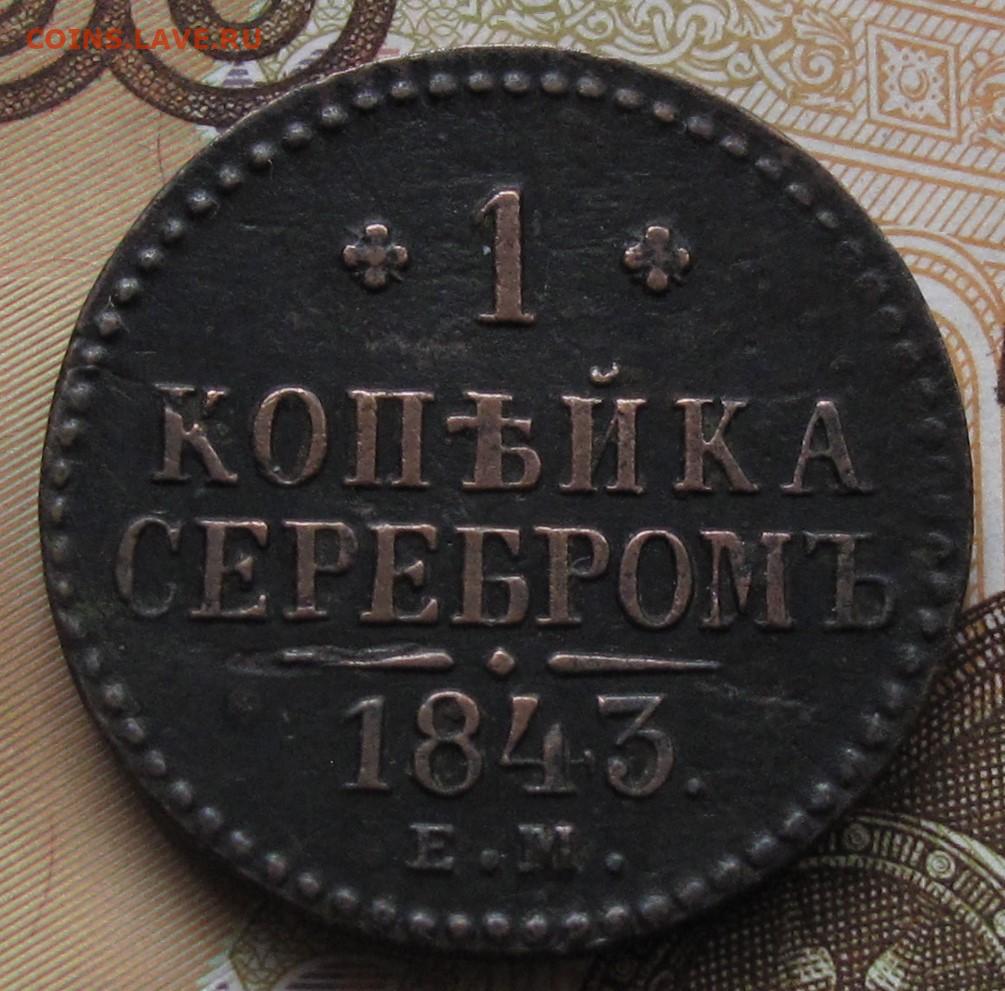 COINS.LAVE.RU
1
КОПѢЙКА
СЕРЕБРОМЪ
1843.
Е.М.